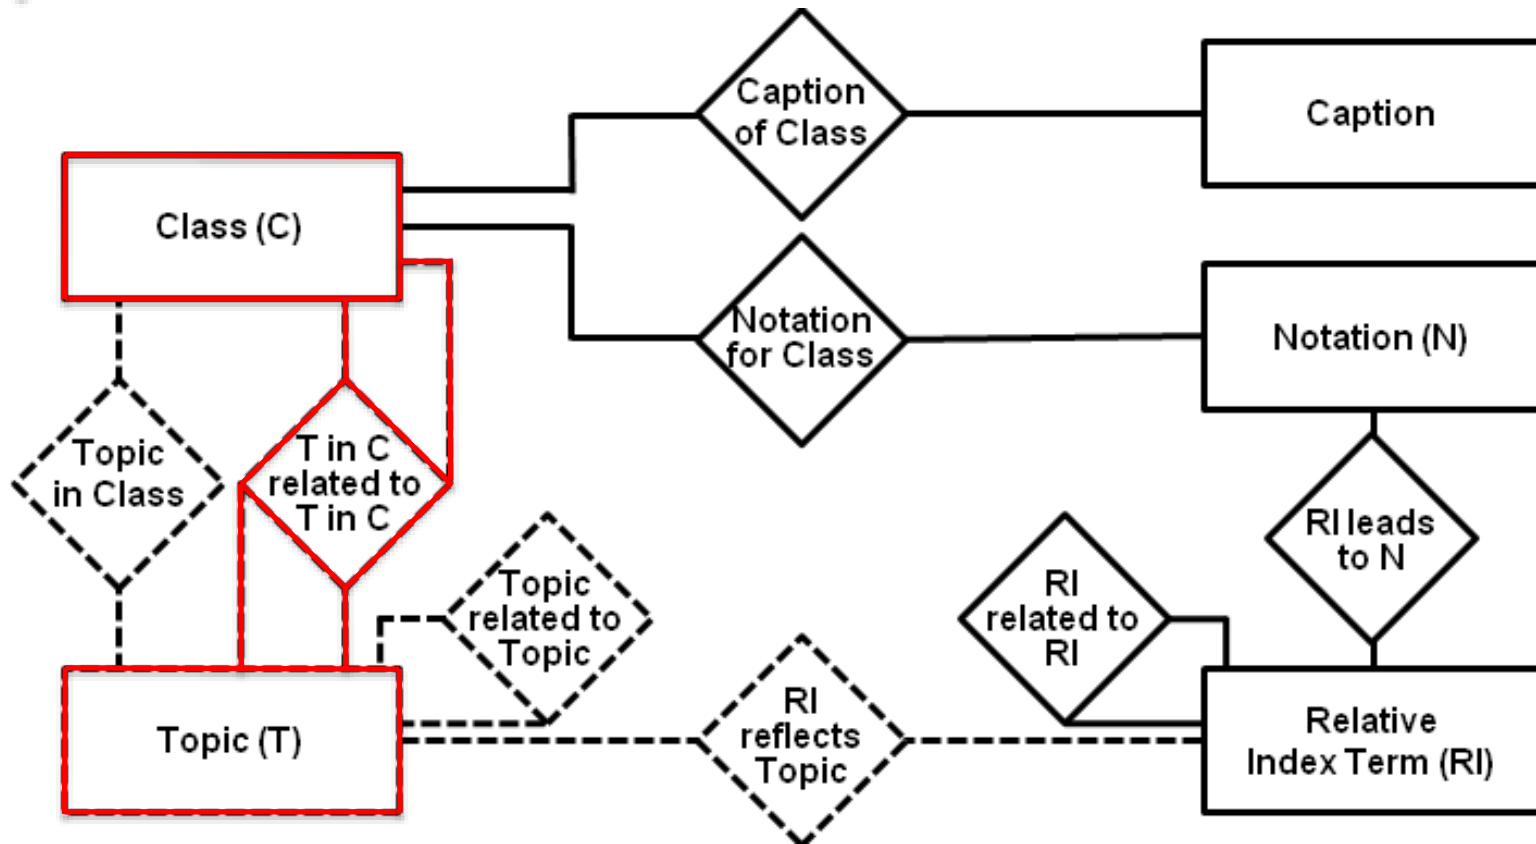 Caption
of Class
Caption
Class (C)
Notation
for Class
Notation (N)
Topic
in Class
T in C
related to
T in C
RI leads
to N
Topic
related to
Topic
RI
related to
RI
RI
reflects
Topic
Topic (T)
Relative
Index Term (RI)